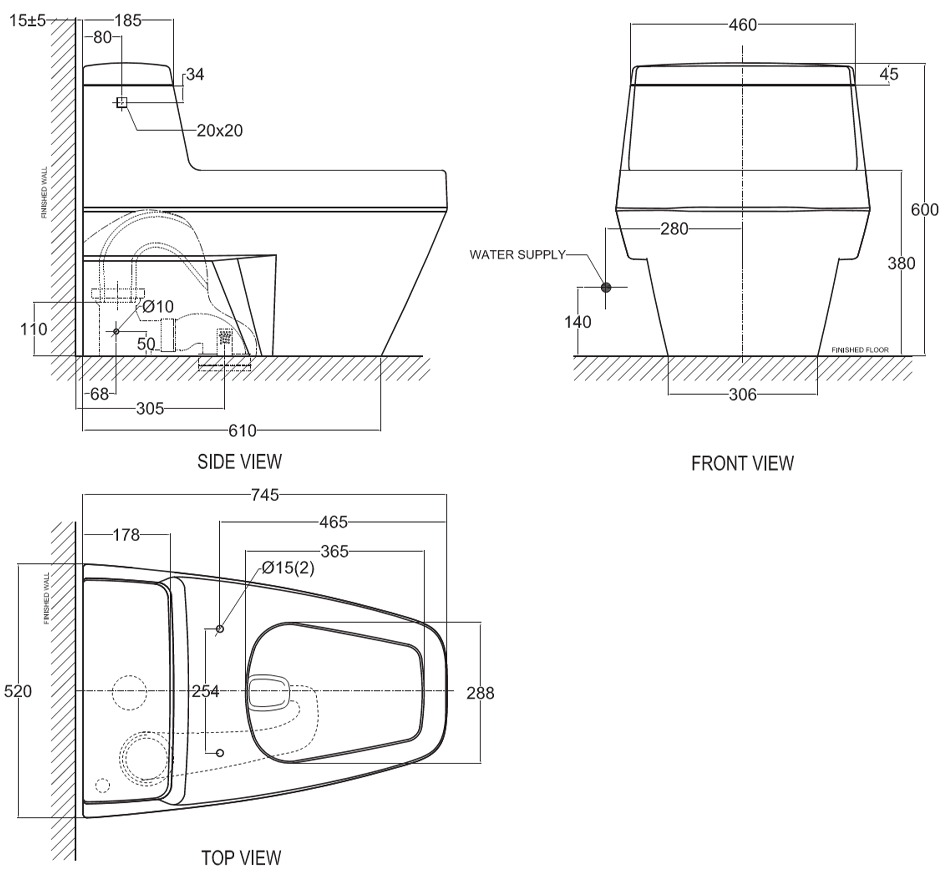 15±5
185
80
34
20x20
FINISHED WALL
Ø10
110
50
68
305
610
SIDE VIEW
460
45
600
280
WATER SUPPLY
380
140
FINISHED FLOOR
306
FRONT VIEW
745
465
178
365
Ø15(2)
FINISHED WALL
520
254
288
TOP VIEW